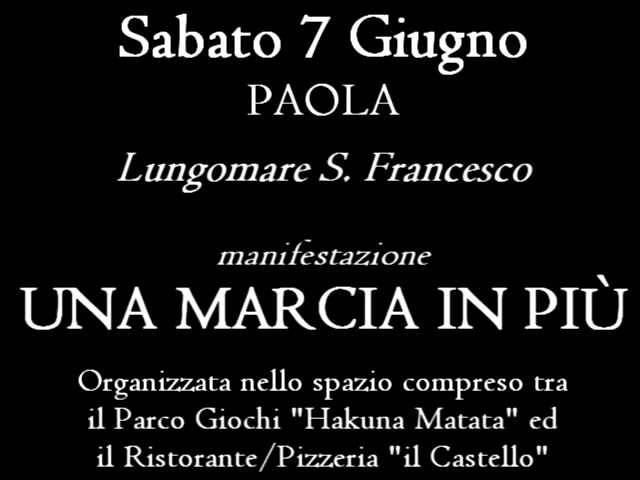 Sabato 7 Giugno
PAOLA
Lungomare S. Francesco
manifestazione
UNA MARCIA IN PIÙ
Organizzata nello spazio compreso tra
il Parco Giochi "Hakuna Matata" ed
il Ristorante/Pizzeria "il Castello"